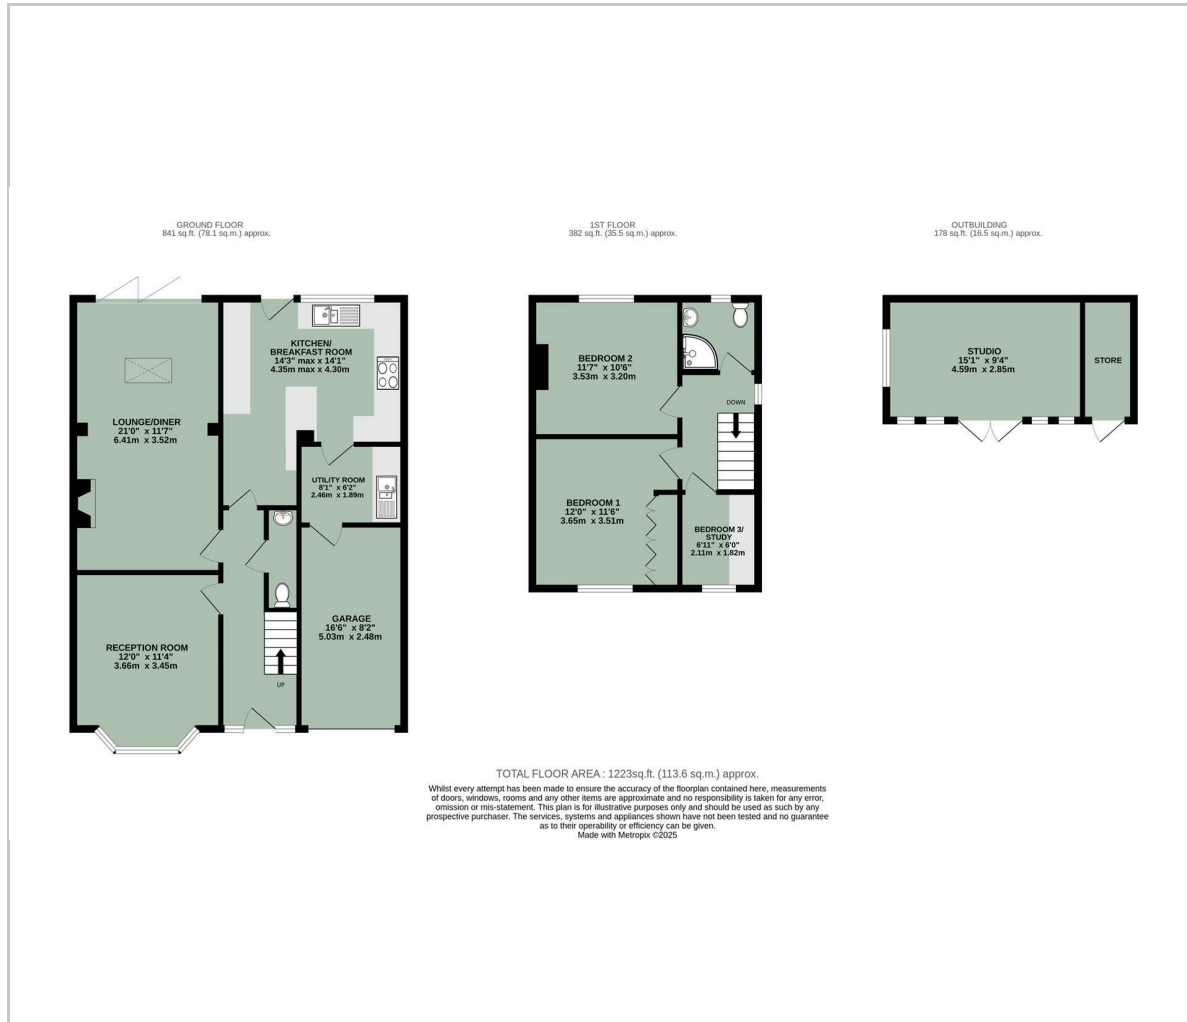 GROUND FLOOR
841 sq.ft. (78.1 sq.m.) approx.
1ST FLOOR
382 sq.ft. (35.5 sq.m.) approx.
OUTBUILDING
178 sq.ft. (16.5 sq.m.) approx.
KITCHEN/
BREAKFAST ROOM
14'3" max x 14'1"
4.35m max x 4.30m
LOUNGE/DINER
21'0" x 11'7"
6.41m x 3.52m
UTILITY ROOM
8'1" x 6'2"
2.46m x 1.89m
GARAGE
16'6" x 8'2"
5.03m x 2.48m
RECEPTION ROOM
12'0" x 11'4"
3.66m x 3.45m
UP
BEDROOM 2
11'7" x 10'6"
3.53m x 3.20m
DOWN
BEDROOM 1
12'0" x 11'6"
3.65m x 3.51m
BEDROOM 3/
STUDY
6'11" x 6'0"
2.11m x 1.82m
STUDIO
15'1" x 9'4"
4.59m x 2.85m
STORE
TOTAL FLOOR AREA : 1223sq.ft. (113.6 sq.m.) approx.
Whilst every attempt has been made to ensure the accuracy of the floorplan contained here, measurements
of doors, windows, rooms and any other items are approximate and no responsibility is taken for any error,
omission or mis-statement. This plan is for illustrative purposes only and should be used as such by any
prospective purchaser. The services, systems and appliances shown have not been tested and no guarantee
as to their operability or efficiency can be given.
Made with Metropix ©2025